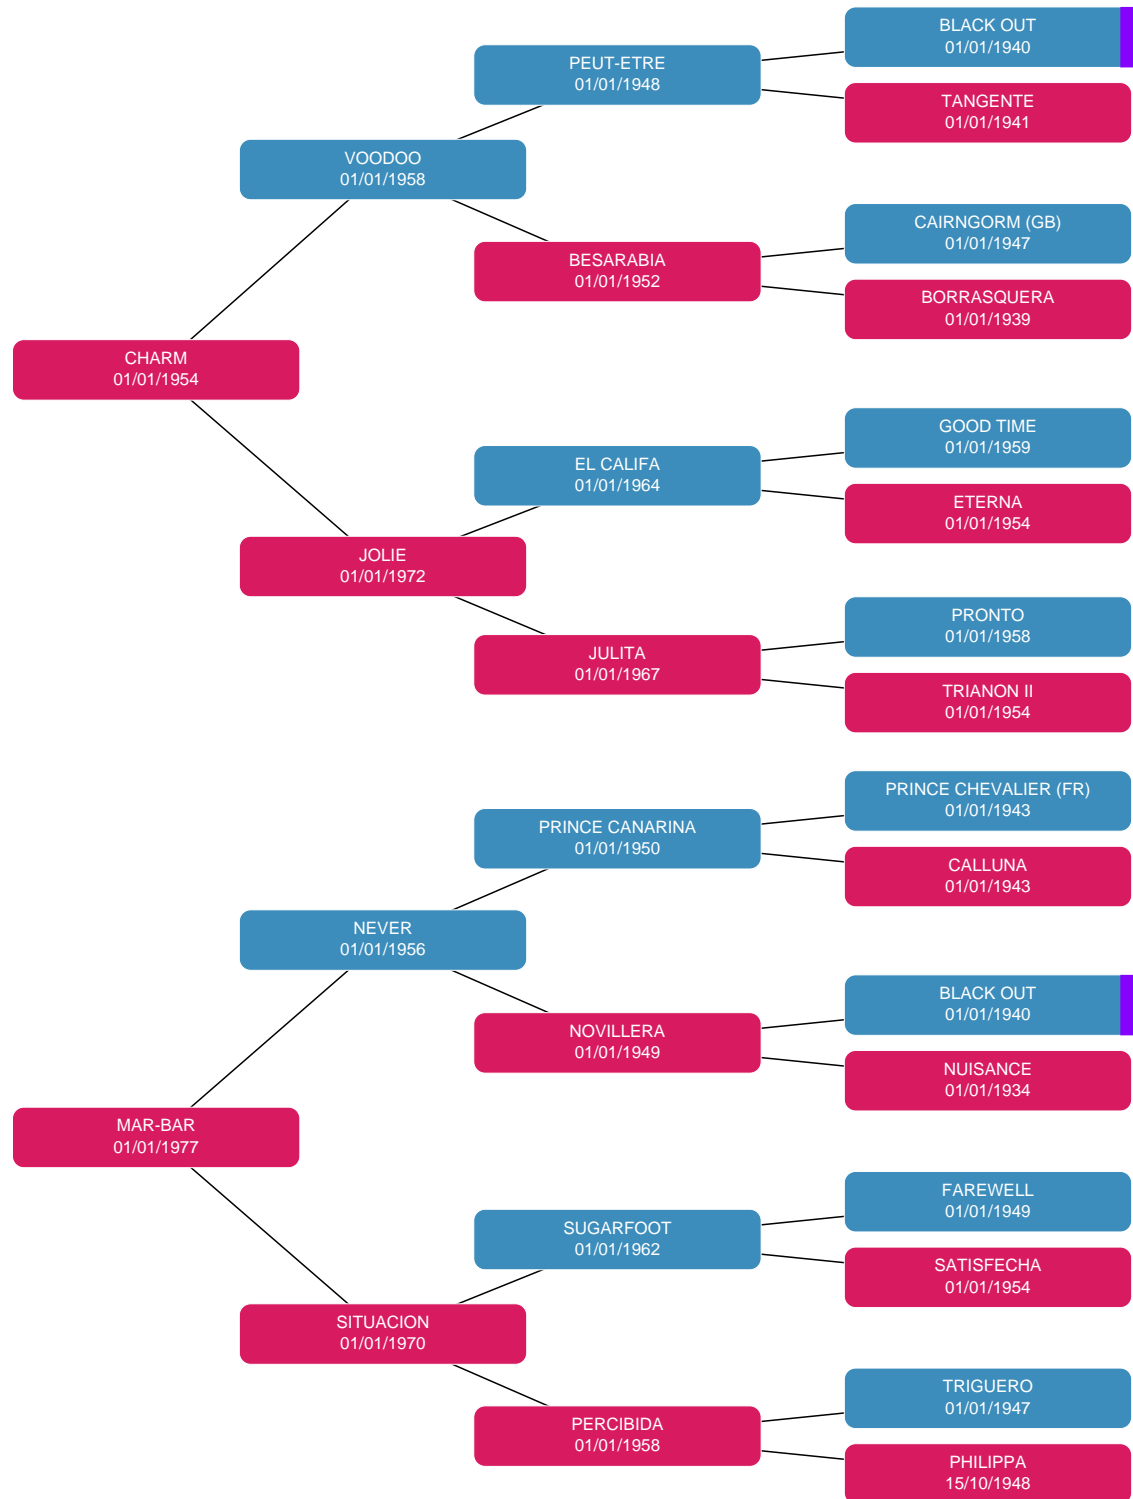 BLACK OUT
01/01/1940
PEUT-ETRE
01/01/1948
TANGENTE
01/01/1941
VOODOO
01/01/1958
CAIRNGORM (GB)
01/01/1947
BESARABIA
01/01/1952
BORRASQUERA
01/01/1939
CHARM
01/01/1954
GOOD TIME
01/01/1959
EL CALIFA
01/01/1964
ETERNA
01/01/1954
JOLIE
01/01/1972
PRONTO
01/01/1958
JULITA
01/01/1967
TRIANON II
01/01/1954
PRINCE CHEVALIER (FR)
01/01/1943
PRINCE CANARINA
01/01/1950
CALLUNA
01/01/1943
NEVER
01/01/1956
BLACK OUT
01/01/1940
NOVILLERA
01/01/1949
NUISANCE
01/01/1934
MAR-BAR
01/01/1977
FAREWELL
01/01/1949
SUGARFOOT
01/01/1962
SATISFECHA
01/01/1954
SITUACION
01/01/1970
TRIGUERO
01/01/1947
PERCIBIDA
01/01/1958
PHILIPPA
15/10/1948